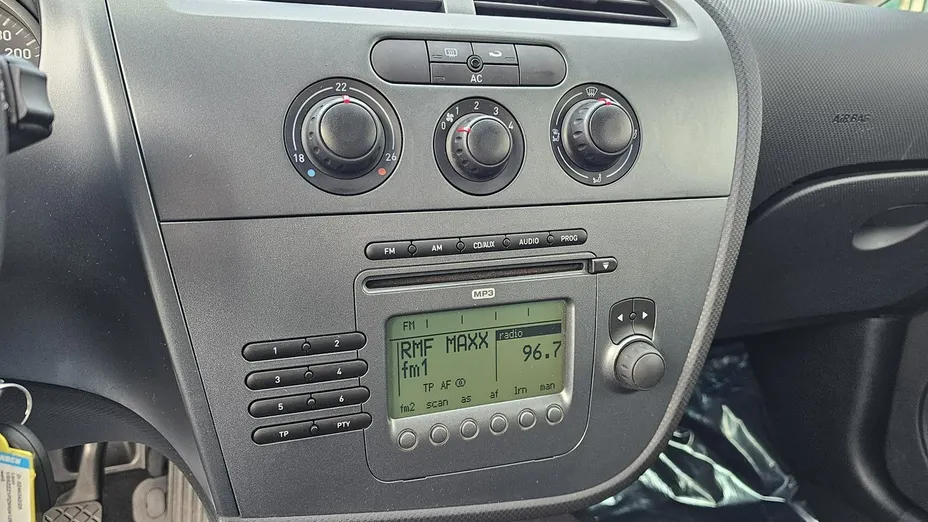 200
AC
22
18
26
0
1
2
3
4
AIRBAG
FM AM CD/AUX AUDIO PROG
MP3
FM
RMF MAXX
radio
fm1
96.7
TP AF
fm2 scan as af lrn man
1 2
3 4
5 6
TP PTY